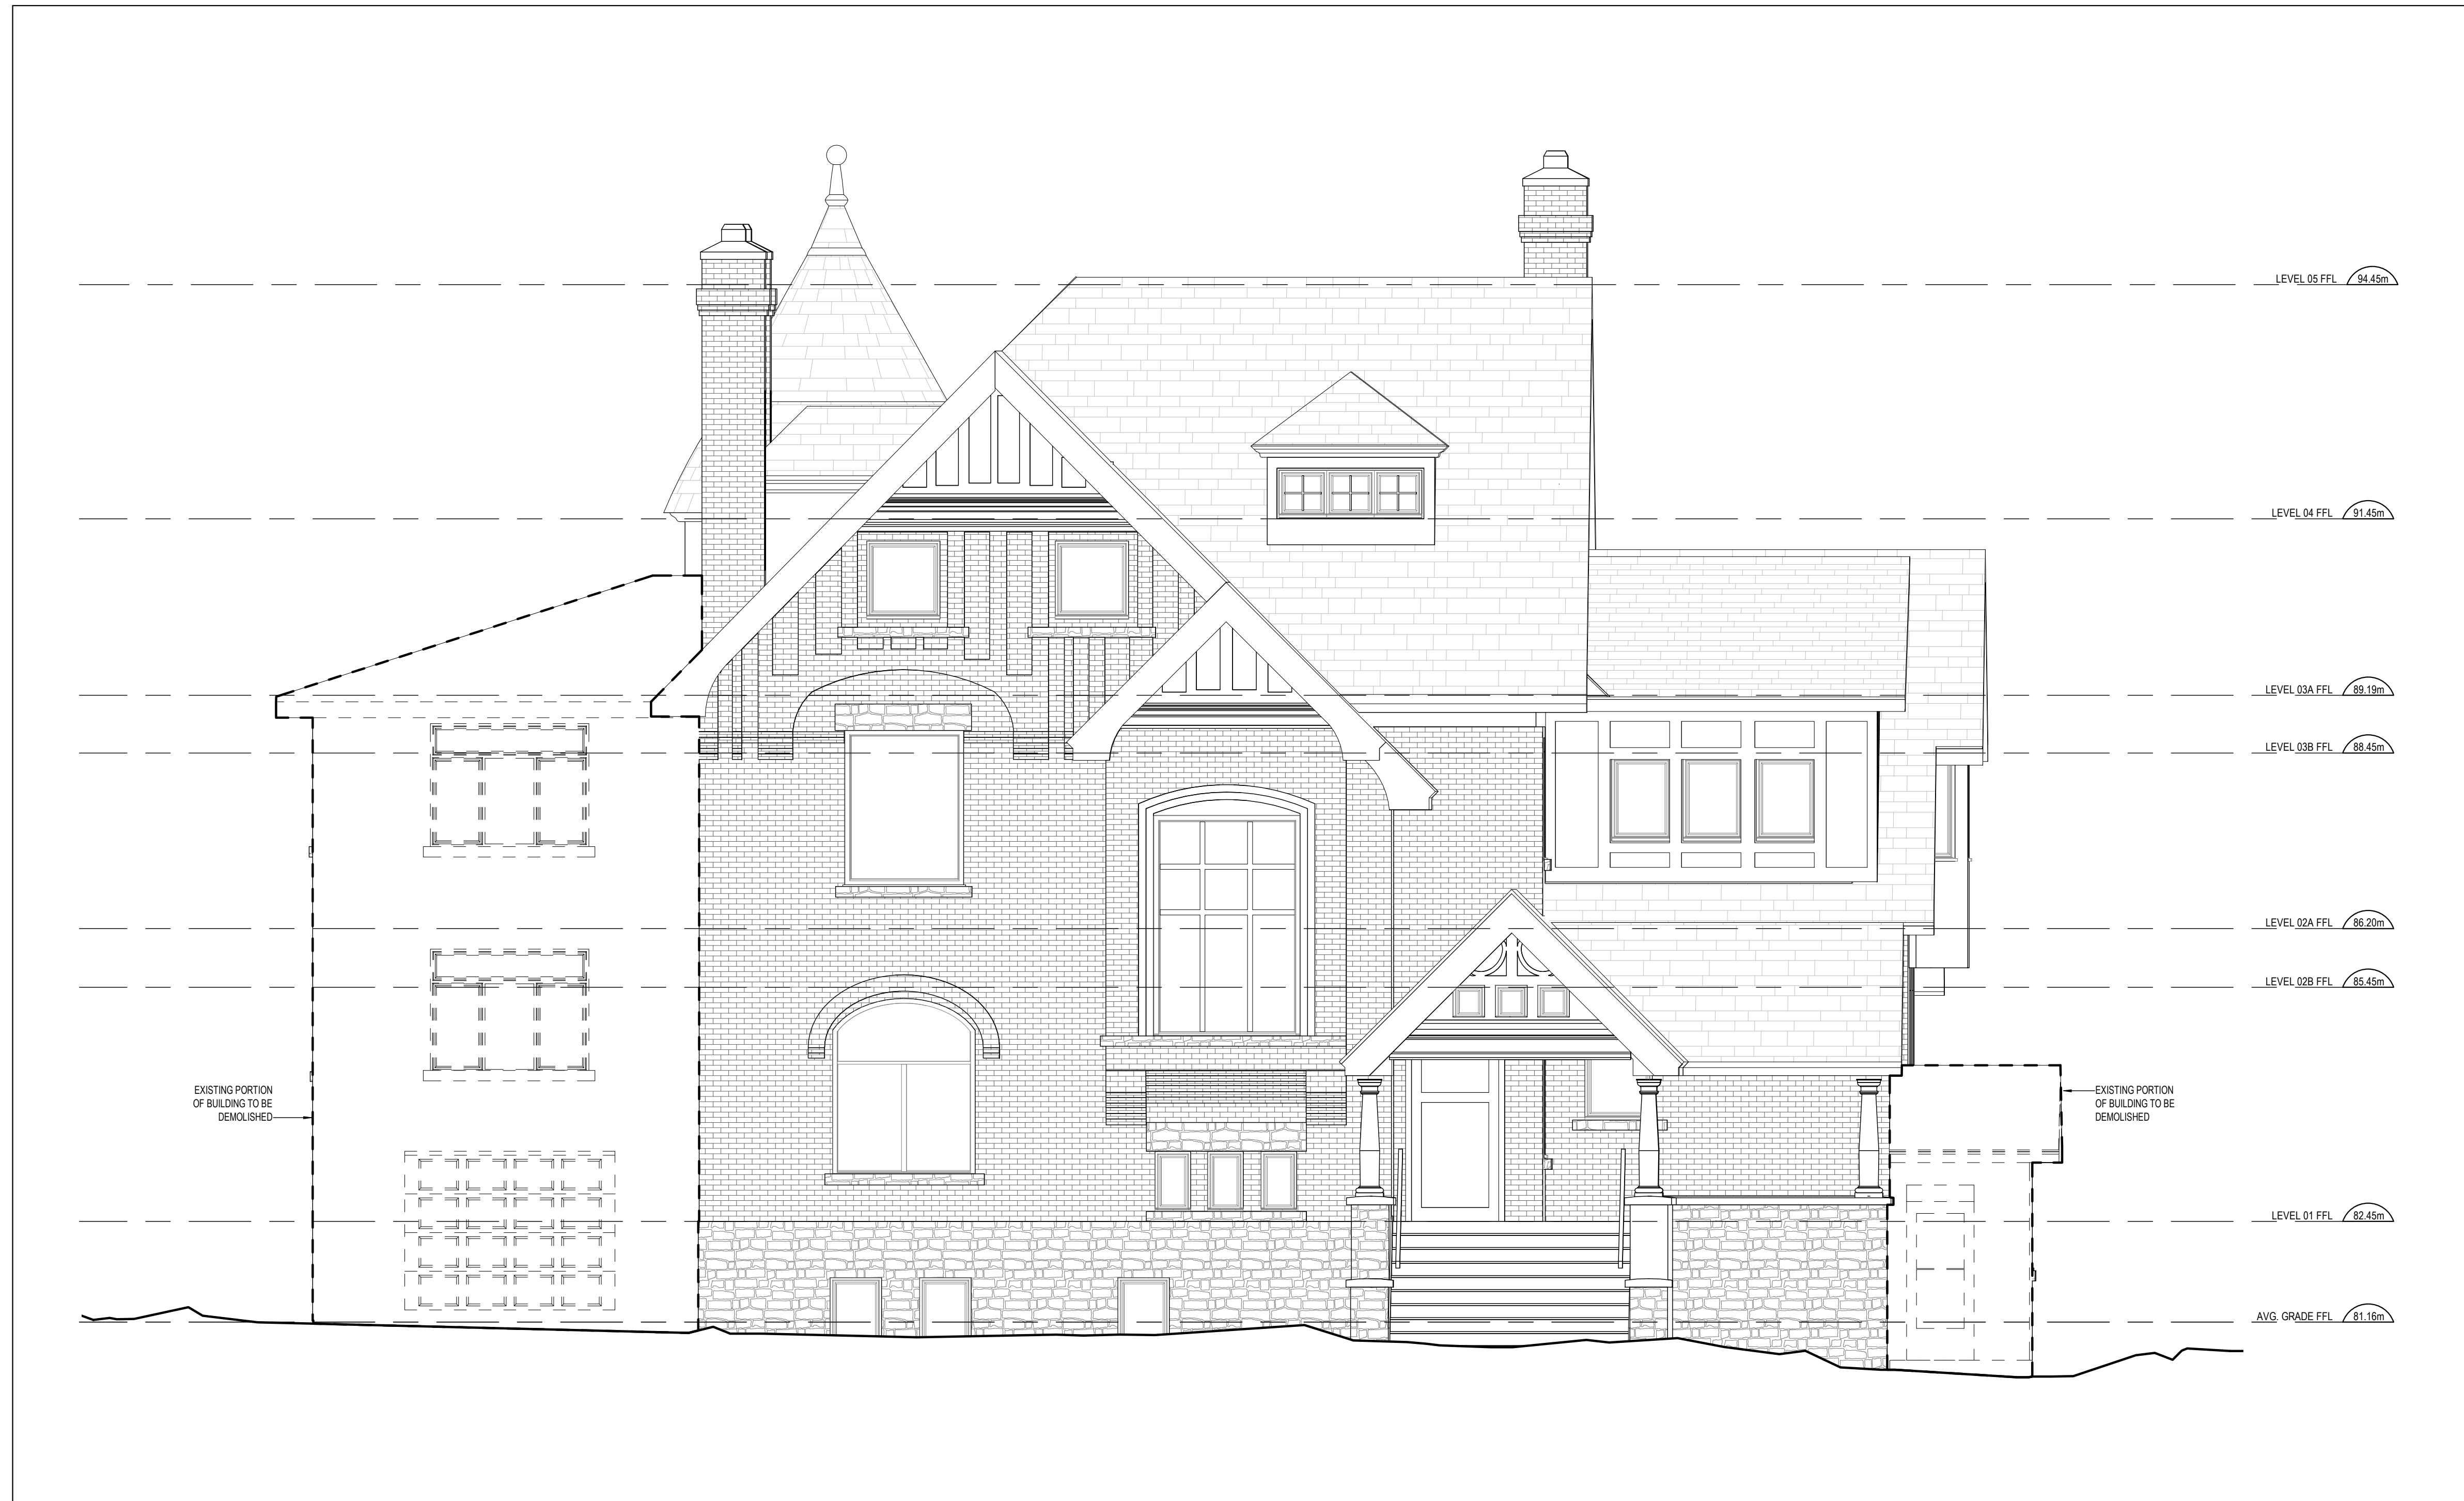 LEVEL 05 FFL 94.45m
LEVEL 04 FFL 91.45m
LEVEL 03A FFL 89.19m
LEVEL 03B FFL 88.45m
LEVEL 02A FFL 86.20m
LEVEL 02B FFL 85.45m
EXISTING PORTION
OF BUILDING TO BE
DEMOLISHED
EXISTING PORTION
OF BUILDING TO BE
DEMOLISHED
LEVEL 01 FFL 82.45m
AVG. GRADE FFL 81.16m